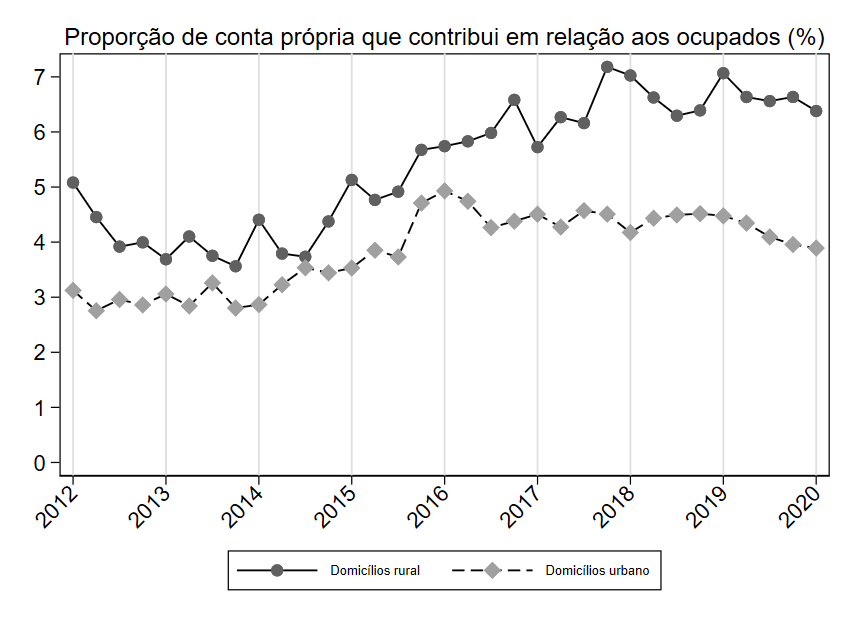 Proporção de conta própria que contribui em relação aos ocupados (%)
7
6
5
4
3
2
1
0
2012 2013 2014 2015 2016 2017 2018 2019 2020
Domicílios rural Domicílios urbano